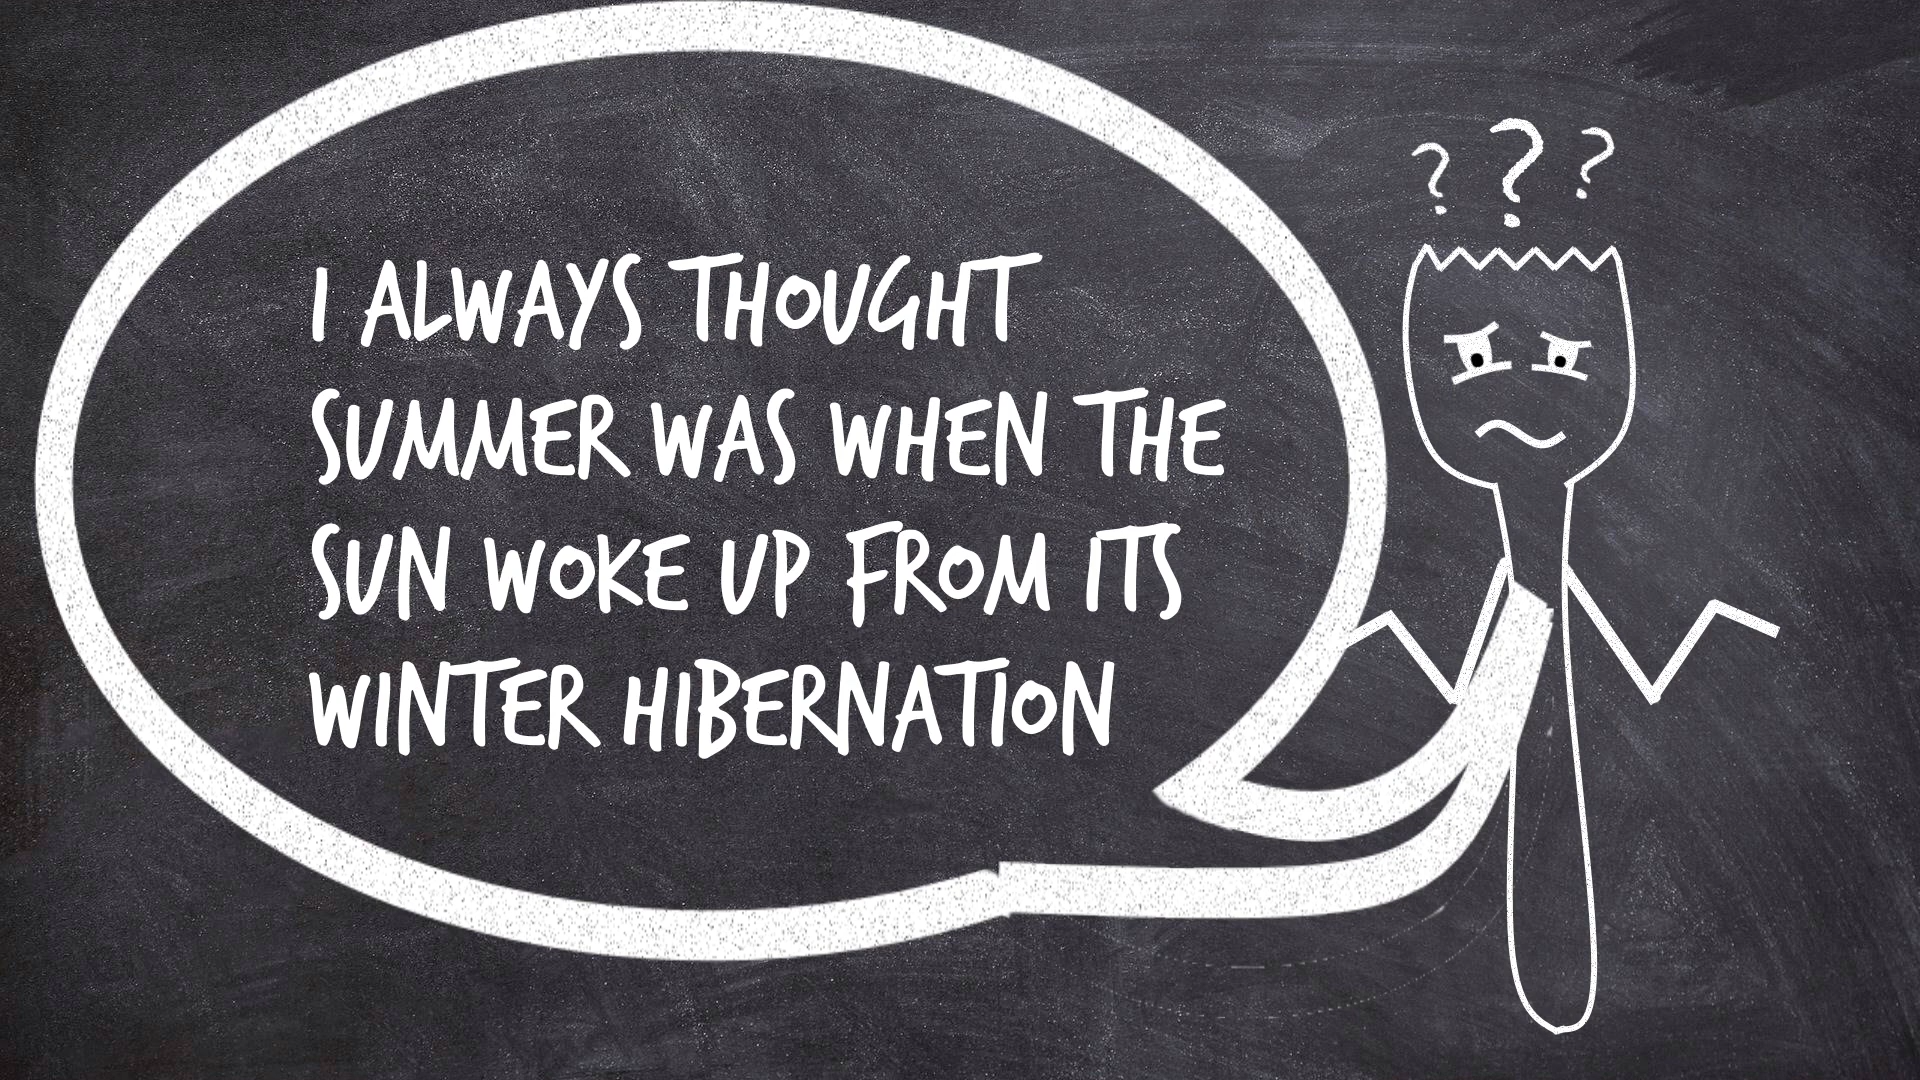 ? ? ?
I ALWAYS THOUGHT
SUMMER WAS WHEN THE
SUN WOKE UP FROM ITS
WINTER HIBERNATION